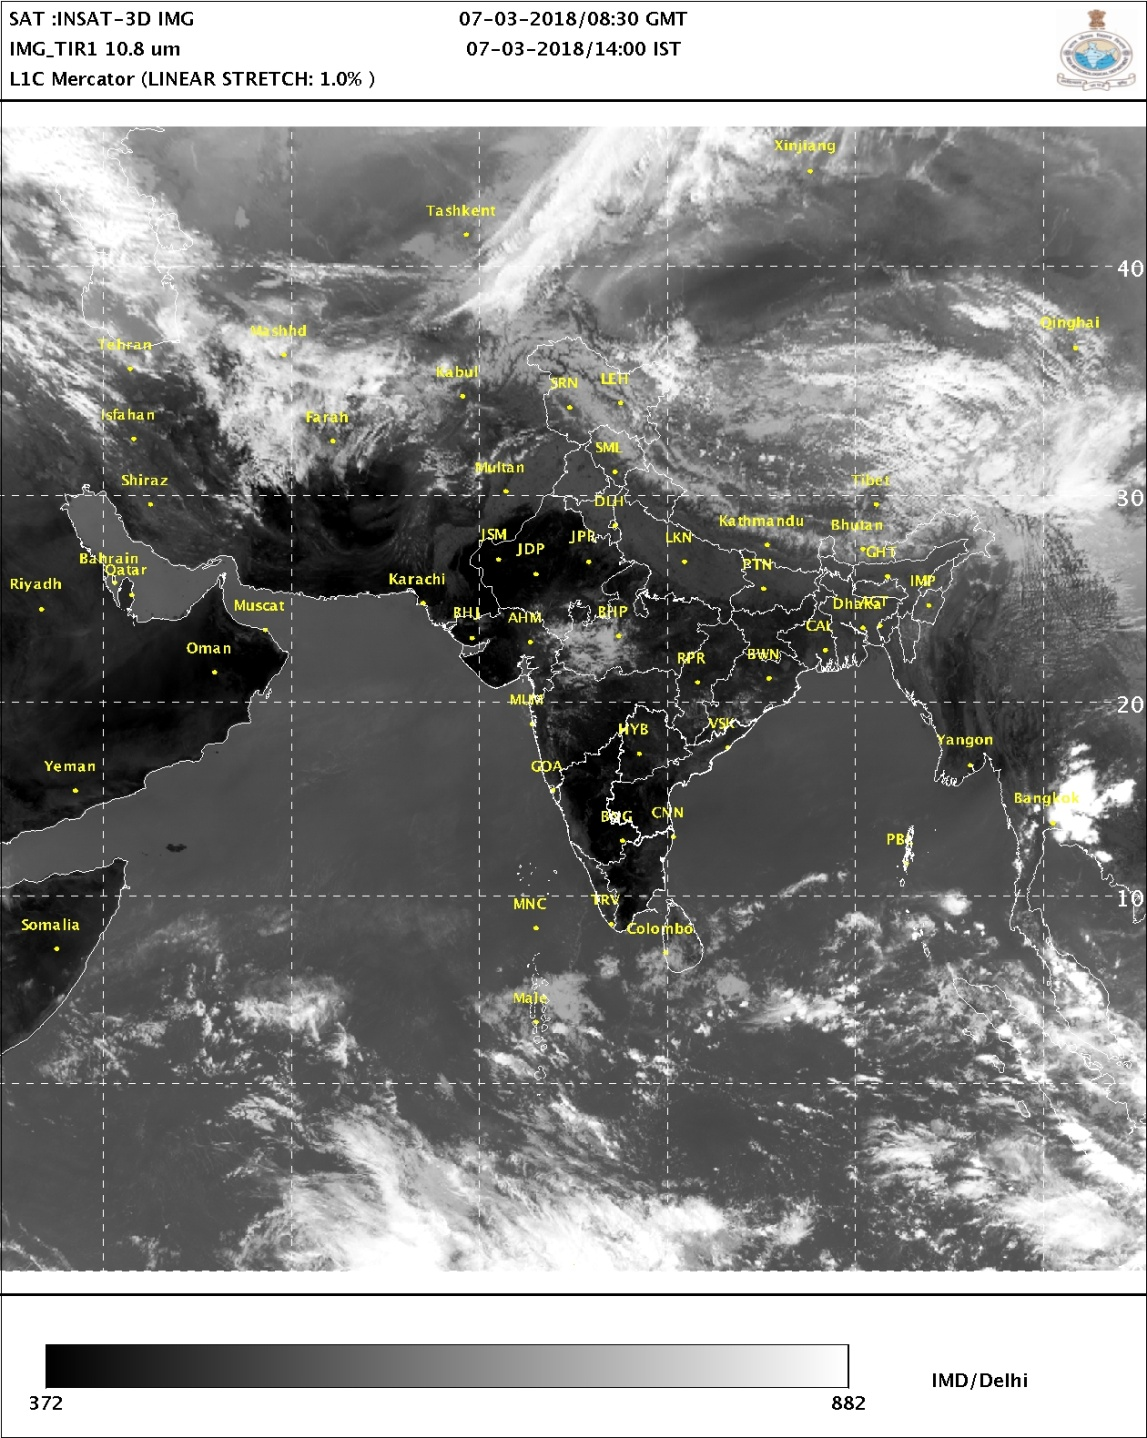 SAT :INSAT-3D IMG
07-03-2018/08:30 GMT
IMG_TIR1 10.8 um
07-03-2018/14:00 IST
L1C Mercator (LINEAR STRETCH: 1.0% )
Xinjiang
Tashkent
40
Qinghai
Mashhd
Tehran
Kabul
SRN
LEH
Isfahan
Farah
SML
Multan
Shiraz
Tibet
30
DLH
Kathmandu
Bhutan
JSM
JDP
JPR
LKN
GHT
Bahrain
Qatar
PTN
Riyadh
Karachi
IMP
Muscat
Dhaka
AGT
BHJ
AHM
BHP
CAL
Oman
RPR
BWN
MUM
20
HYB
VSK
Yangon
Yeman
GOA
Bangkok
BNG
CNN
PBR
10
MNC
TRV
Somalia
Colombo
Male
372
882
IMD/Delhi